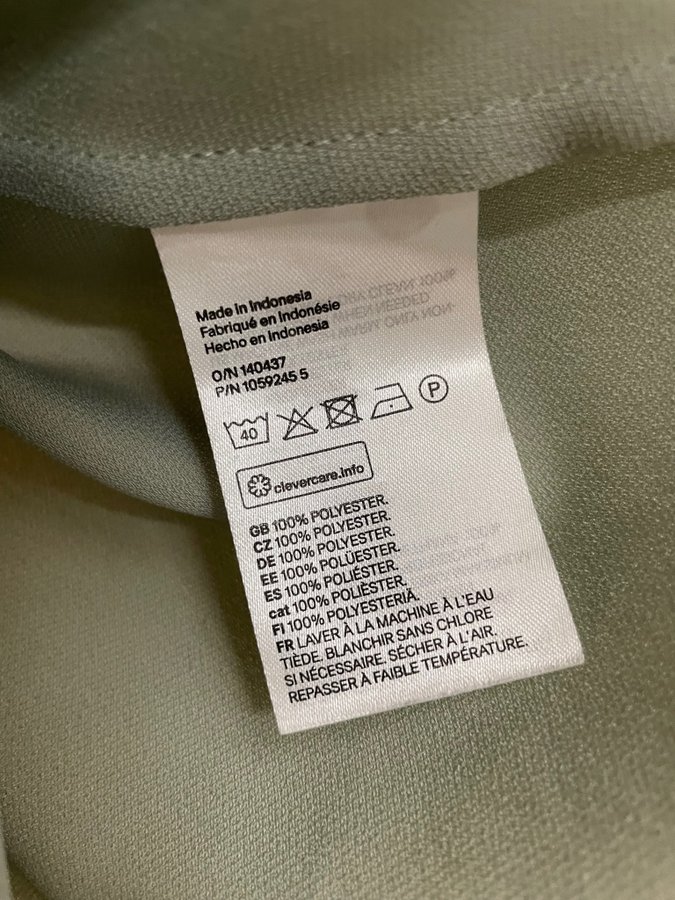 Made in Indonesia
Fabriqué en Indonésie
Hecho en Indonesia
O/N 140437
P/N 1059245 5
40
P
clevercare.info
GB 100% POLYESTER.
CZ 100% POLYESTER.
DE 100% POLYESTER.
EE 100% POLÜESTER.
ES 100% POLIÉSTER.
cat 100% POLIÈSTER.
FI 100% POLYESTERIÄ.
FR LAVER À LA MACHINE À L'EAU
TIÈDE. BLANCHIR SANS CHLORE
SI NÉCESSAIRE. SÉCHER À L'AIR.
REPASSER À FAIBLE TEMPÉRATURE.